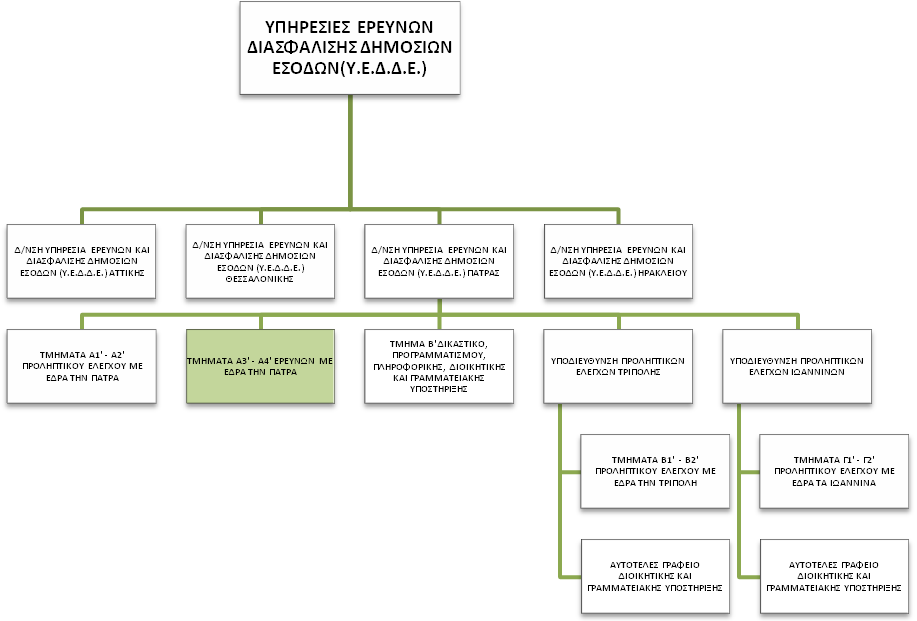 ΥΠΗΡΕΣΙΕΣ ΕΡΕΥΝΩΝ
ΔΙΑΣΦΑΛΙΣΗΣ ΔΗΜΟΣΙΩΝ
ΕΣΟΔΩΝ(Υ.Ε.Δ.Δ.Ε.)
Δ/ΝΣΗ ΥΠΗΡΕΣΙΑ ΕΡΕΥΝΩΝ ΚΑΙ
ΔΙΑΣΦΑΛΙΣΗΣ ΔΗΜΟΣΙΩΝ
ΕΣΟΔΩΝ (Υ.Ε.Δ.Δ.Ε.) ΑΤΤΙΚΗΣ
Δ/ΝΣΗ ΥΠΗΡΕΣΙΑ ΕΡΕΥΝΩΝ ΚΑΙ
ΔΙΑΣΦΑΛΙΣΗΣ ΔΗΜΟΣΙΩΝ
ΕΣΟΔΩΝ (Υ.Ε.Δ.Δ.Ε.)
ΘΕΣΣΑΛΟΝΙΚΗΣ
Δ/ΝΣΗ ΥΠΗΡΕΣΙΑ ΕΡΕΥΝΩΝ ΚΑΙ
ΔΙΑΣΦΑΛΙΣΗΣ ΔΗΜΟΣΙΩΝ
ΕΣΟΔΩΝ (Υ.Ε.Δ.Δ.Ε.) ΠΑΤΡΑΣ
Δ/ΝΣΗ ΥΠΗΡΕΣΙΑ ΕΡΕΥΝΩΝ ΚΑΙ
ΔΙΑΣΦΑΛΙΣΗΣ ΔΗΜΟΣΙΩΝ
ΕΣΟΔΩΝ (Υ.Ε.Δ.Δ.Ε.) ΗΡΑΚΛΕΙΟΥ
ΤΜΗΜΑΤΑ Α1' - Α2'
ΠΡΟΛΗΠΤΙΚΟΥ ΕΛΕΓΧΟΥ ΜΕ
ΕΔΡΑ ΤΗΝ ΠΑΤΡΑ
ΤΜΗΜΑΤΑ Α3' - Α4' ΕΡΕΥΝΩΝ ΜΕ
ΕΔΡΑ ΤΗΝ ΠΑΤΡΑ
ΤΜΗΜΑ Β' ΔΙΚΑΣΤΙΚΟ,
ΠΡΟΓΡΑΜΜΑΤΙΣΜΟΥ,
ΠΛΗΡΟΦΟΡΙΚΗΣ, ΔΙΟΙΚΗΤΙΚΗΣ
ΚΑΙ ΓΡΑΜΜΑΤΕΙΑΚΗΣ
ΥΠΟΣΤΗΡΙΞΗΣ
ΥΠΟΔΙΕΥΘΥΝΣΗ ΠΡΟΛΗΠΤΙΚΩΝ
ΕΛΕΓΧΩΝ ΤΡΙΠΟΛΗΣ
ΥΠΟΔΙΕΥΘΥΝΣΗ ΠΡΟΛΗΠΤΙΚΩΝ
ΕΛΕΓΧΩΝ ΙΩΑΝΝΙΝΩΝ
ΤΜΗΜΑΤΑ Β1' - Β2'
ΠΡΟΛΗΠΤΙΚΟΥ ΕΛΕΓΧΟΥ ΜΕ
ΕΔΡΑ ΤΗΝ ΤΡΙΠΟΛΗ
ΤΜΗΜΑΤΑ Γ1' - Γ2'
ΠΡΟΛΗΠΤΙΚΟΥ ΕΛΕΓΧΟΥ ΜΕ
ΕΔΡΑ ΤΑ ΙΩΑΝΝΙΝΑ
ΑΥΤΟΤΕΛΕΣ ΓΡΑΦΕΙΟ
ΔΙΟΙΚΗΤΙΚΗΣ ΚΑΙ
ΓΡΑΜΜΑΤΕΙΑΚΗΣ ΥΠΟΣΤΗΡΙΞΗΣ
ΑΥΤΟΤΕΛΕΣ ΓΡΑΦΕΙΟ
ΔΙΟΙΚΗΤΙΚΗΣ ΚΑΙ
ΓΡΑΜΜΑΤΕΙΑΚΗΣ ΥΠΟΣΤΗΡΙΞΗΣ